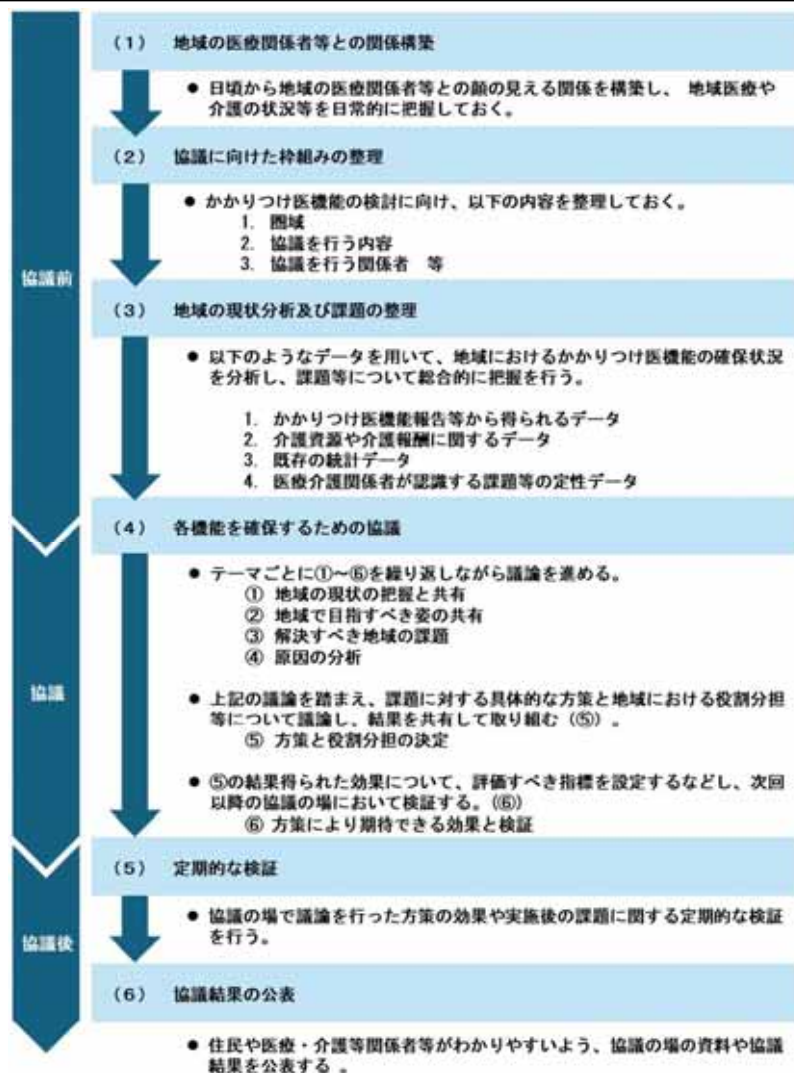 (1) 地域の医療関係者等との関係構築
● 日頃から地域の医療関係者等との顔の見える関係を構築し、 地域医療や
介護の状況等を日常的に把握しておく。
(2) 協議に向けた枠組みの整理
● かかりつけ医機能の検討に向け、以下の内容を整理しておく。
1. 圏域
2. 協議を行う内容
3. 協議を行う関係者 等
協議前
(3) 地域の現状分析及び課題の整理
● 以下のようなデータを用いて、地域におけるかかりつけ医機能の確保状況
を分析し、課題等について総合的に把握を行う。
1. かかりつけ医機能報告等から得られるデータ
2. 介護資源や介護報酬に関するデータ
3. 既存の統計データ
4. 医療介護関係者が認識する課題等の定性データ
(4) 各機能を確保するための協議
● テーマごとに①～⑥を繰り返しながら議論を進める。
① 地域の現状の把握と共有
② 地域で目指すべき姿の共有
③ 解決すべき地域の課題
④ 原因の分析
協議
● 上記の議論を踏まえ、課題に対する具体的な方策と地域における役割分担
等について議論し、結果を共有して取り組む（⑤）。
⑤ 方策と役割分担の決定
● ⑤の結果得られた効果について、評価すべき指標を設定するなどし、次回
以降の協議の場において検証する。（⑥）
⑥ 方策により期待できる効果と検証
(5) 定期的な検証
● 協議の場で議論を行った方策の効果や実施後の課題に関する定期的な検証
を行う。
協議後
(6) 協議結果の公表
● 住民や医療・介護等関係者等がわかりやすいよう、協議の場の資料や協議
結果を公表する 。